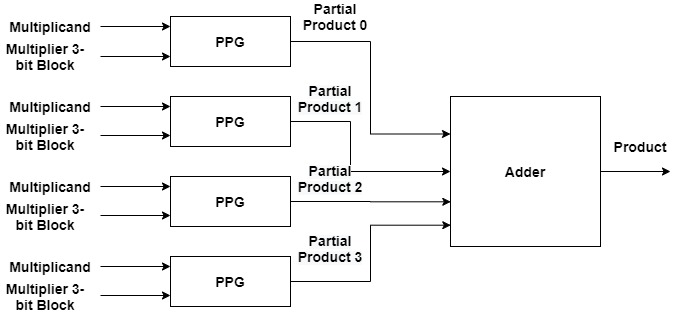 Partial
Product 0
Multiplicand
Multiplier 3-
bit Block
PPG
Partial
Product 1
Multiplicand
Multiplier 3-
bit Block
PPG
Partial
Product 2
Multiplicand
Multiplier 3-
bit Block
PPG
Partial
Product 3
Multiplicand
Multiplier 3-
bit Block
PPG
Adder
Product